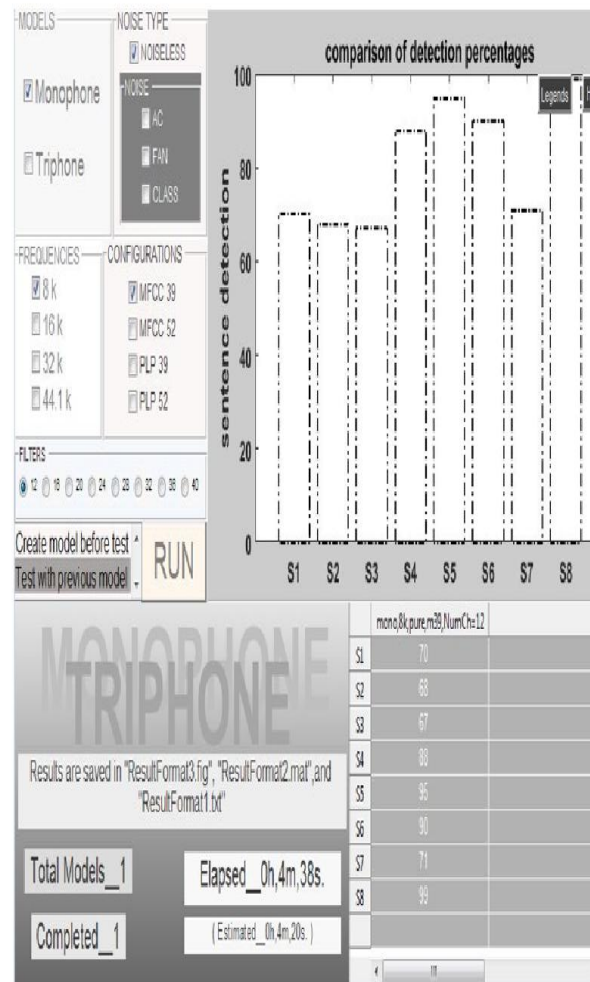 MODELS
Monophone
Triphone
NOISE TYPE
NOISELESS
NOISE
AC
FAN
CLASS
FREQUENCIES
8 k
16 k
32 k
44.1 k
CONFIGURATIONS
MFCC 39
MFCC 52
PLP 39
PLP 52
FILTERS
12 18 20 24 28 32 36 40
Create model before test
Test with previous model
RUN
comparison of detection percentages
Legends
sentence detection
100
80
60
40
20
0
S1 S2 S3 S4 S5 S6 S7 S8
MONOPHONE
TRIPHONE
Results are saved in "ResultFormat3.fig", "ResultFormat2.mat",and
"ResultFormat1.txt"
Total Models__1
Elapsed__0h,4m,38s.
Completed__1
( Estimated__0h,4m,20s. )
mono,8k,pure,m39,NumCh=12
S1 70
S2 68
S3 67
S4 88
S5 95
S6 90
S7 71
S8 99